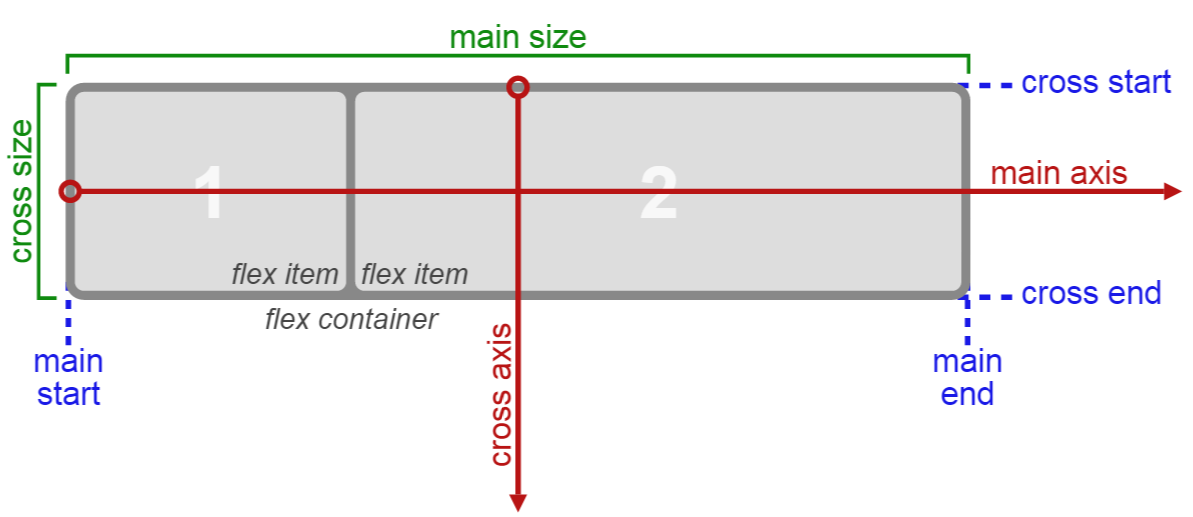 main size
cross start
cross size
1
2
main axis
flex item
flex item
cross end
flex container
cross axis
main
start
main
end